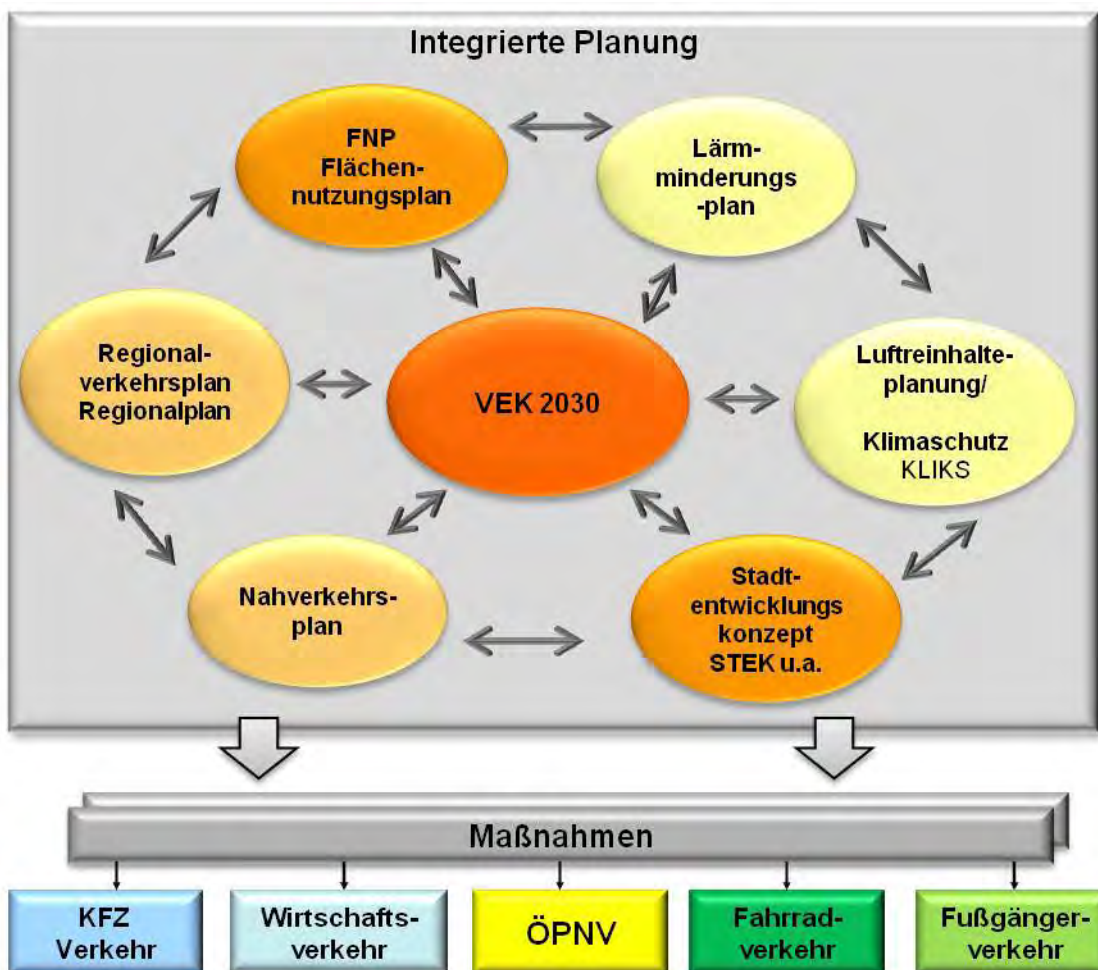 Integrierte Planung
FNP
Flächen-
nutzungsplan
Lärm-
minderungs
-plan
Regional-
verkehrsplan
Regionalplan
VEK 2030
Luftreinhalte-
planung/
Klimaschutz
KLIKS
Nahverkehrs-
plan
Stadt-
entwicklungs
konzept
STEK u.a.
Maßnahmen
KFZ
Verkehr
Wirtschafts-
verkehr
ÖPNV
Fahrrad-
verkehr
Fußgänger-
verkehr